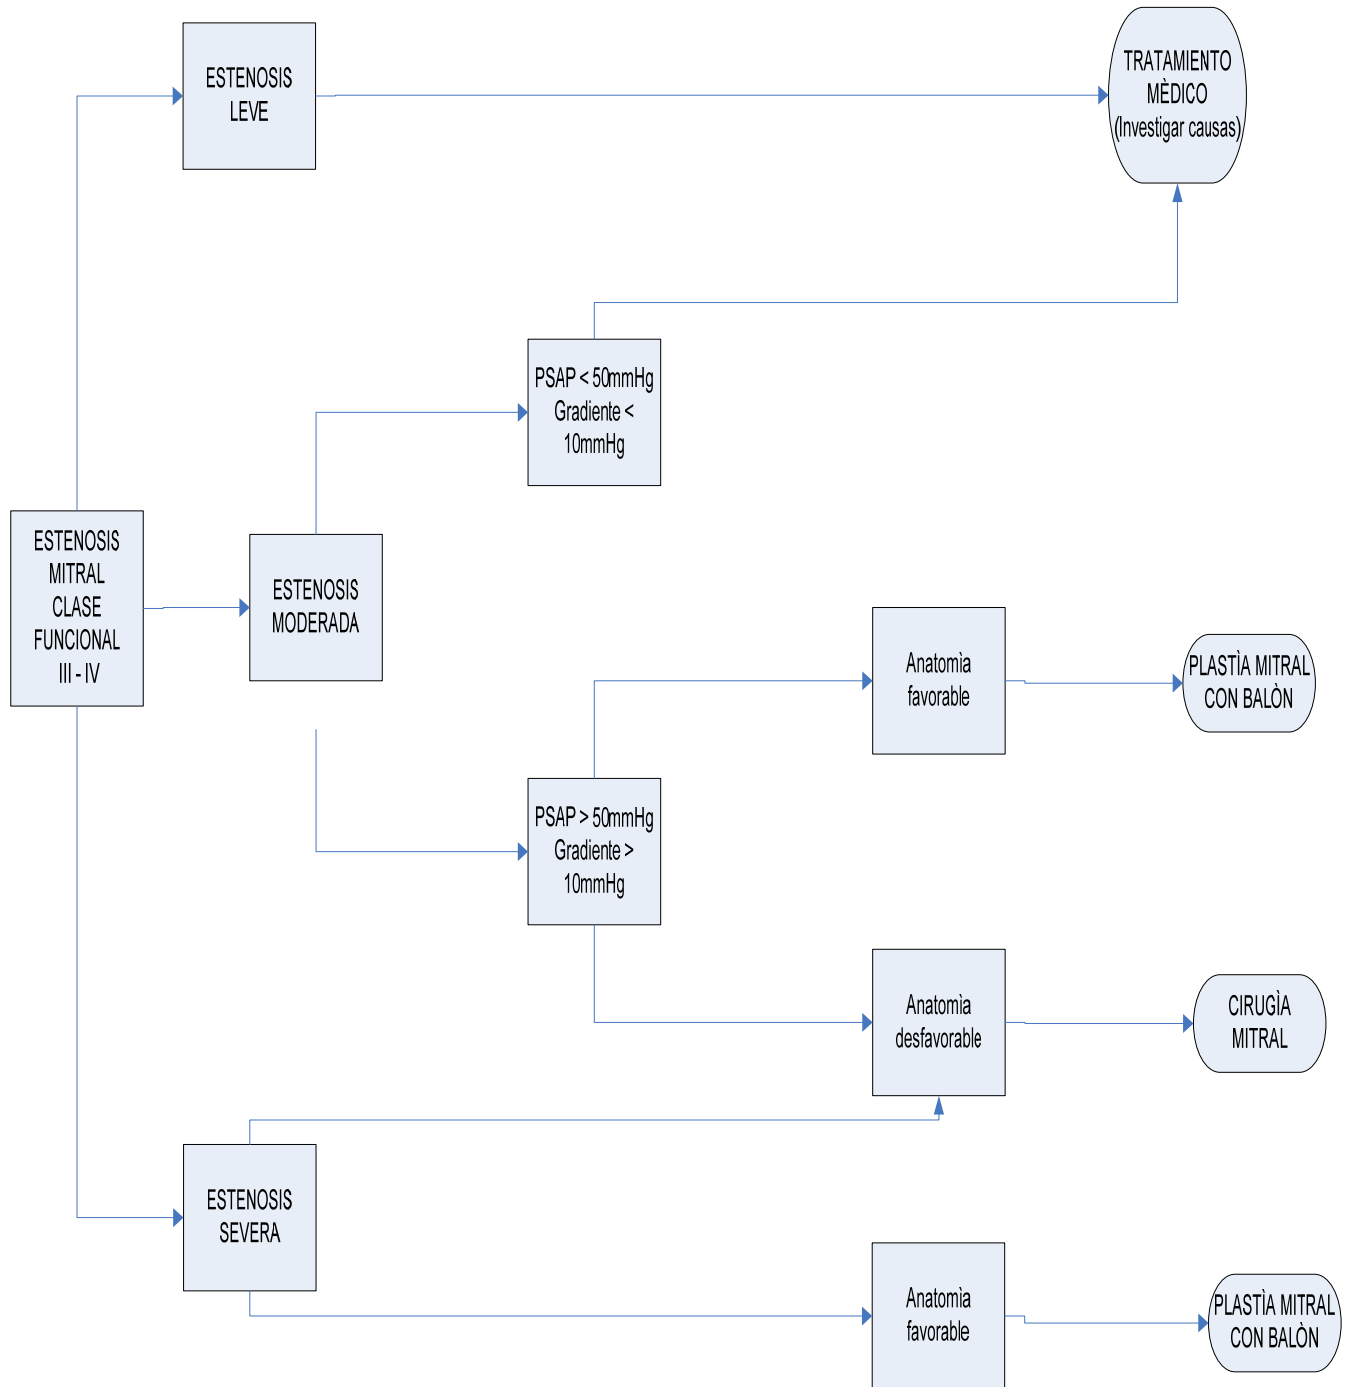 ESTENOSIS
LEVE
TRATAMIENTO
MÈDICO
(Investigar causas)
PSAP < 50mmHg
Gradiente <
10mmHg
ESTENOSIS
MITRAL
CLASE
FUNCIONAL
III - IV
ESTENOSIS
MODERADA
Anatomìa
favorable
PLASTÌA MITRAL
CON BALÒN
PSAP > 50mmHg
Gradiente >
10mmHg
Anatomìa
desfavorable
CIRUGÌA
MITRAL
ESTENOSIS
SEVERA
Anatomìa
favorable
PLASTÌA MITRAL
CON BALÒN